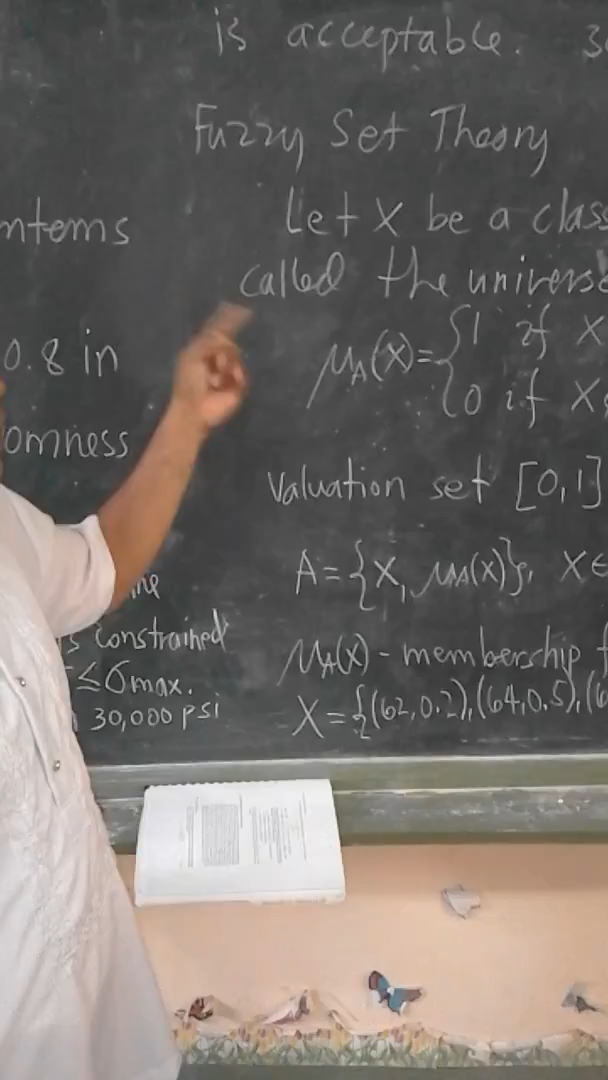 is acceptable.
Fuzzy Set Theory
Let X be a class
called the universe
μA(X)={1 if X
{0 if X
Valuation set [0,1]
A={X, μA(X)}, X∈
μA(X) - membership f
X={(62,0.2),(64,0.5),(6
0.8 in
constrained
≤σmax.
30,000 psi